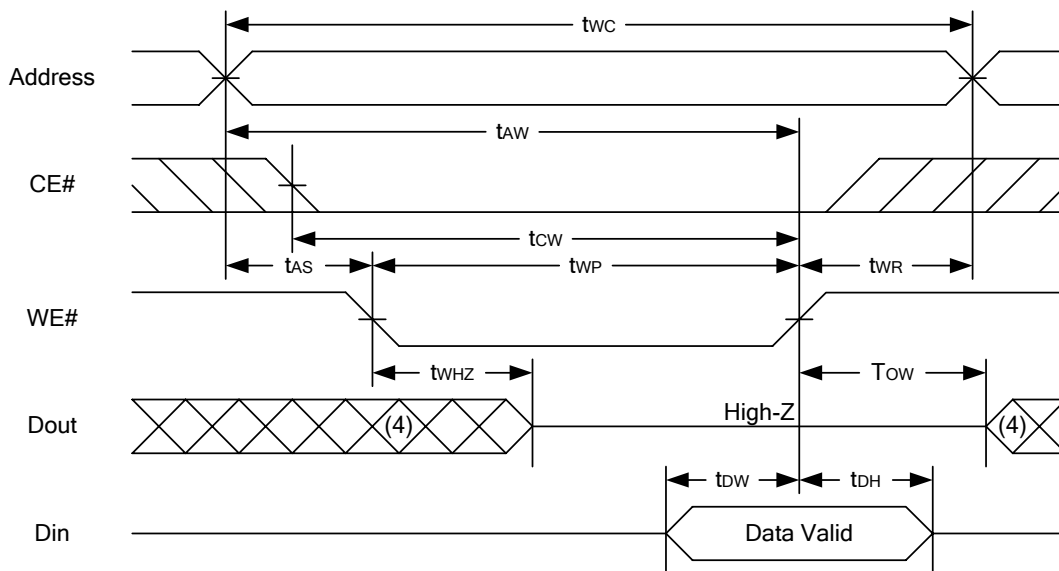 tWC
Address
tAW
CE#
tCW
tAS tWP tWR
WE#
tWHZ TOW
Dout (4) High-Z (4)
tDW tDH
Din Data Valid